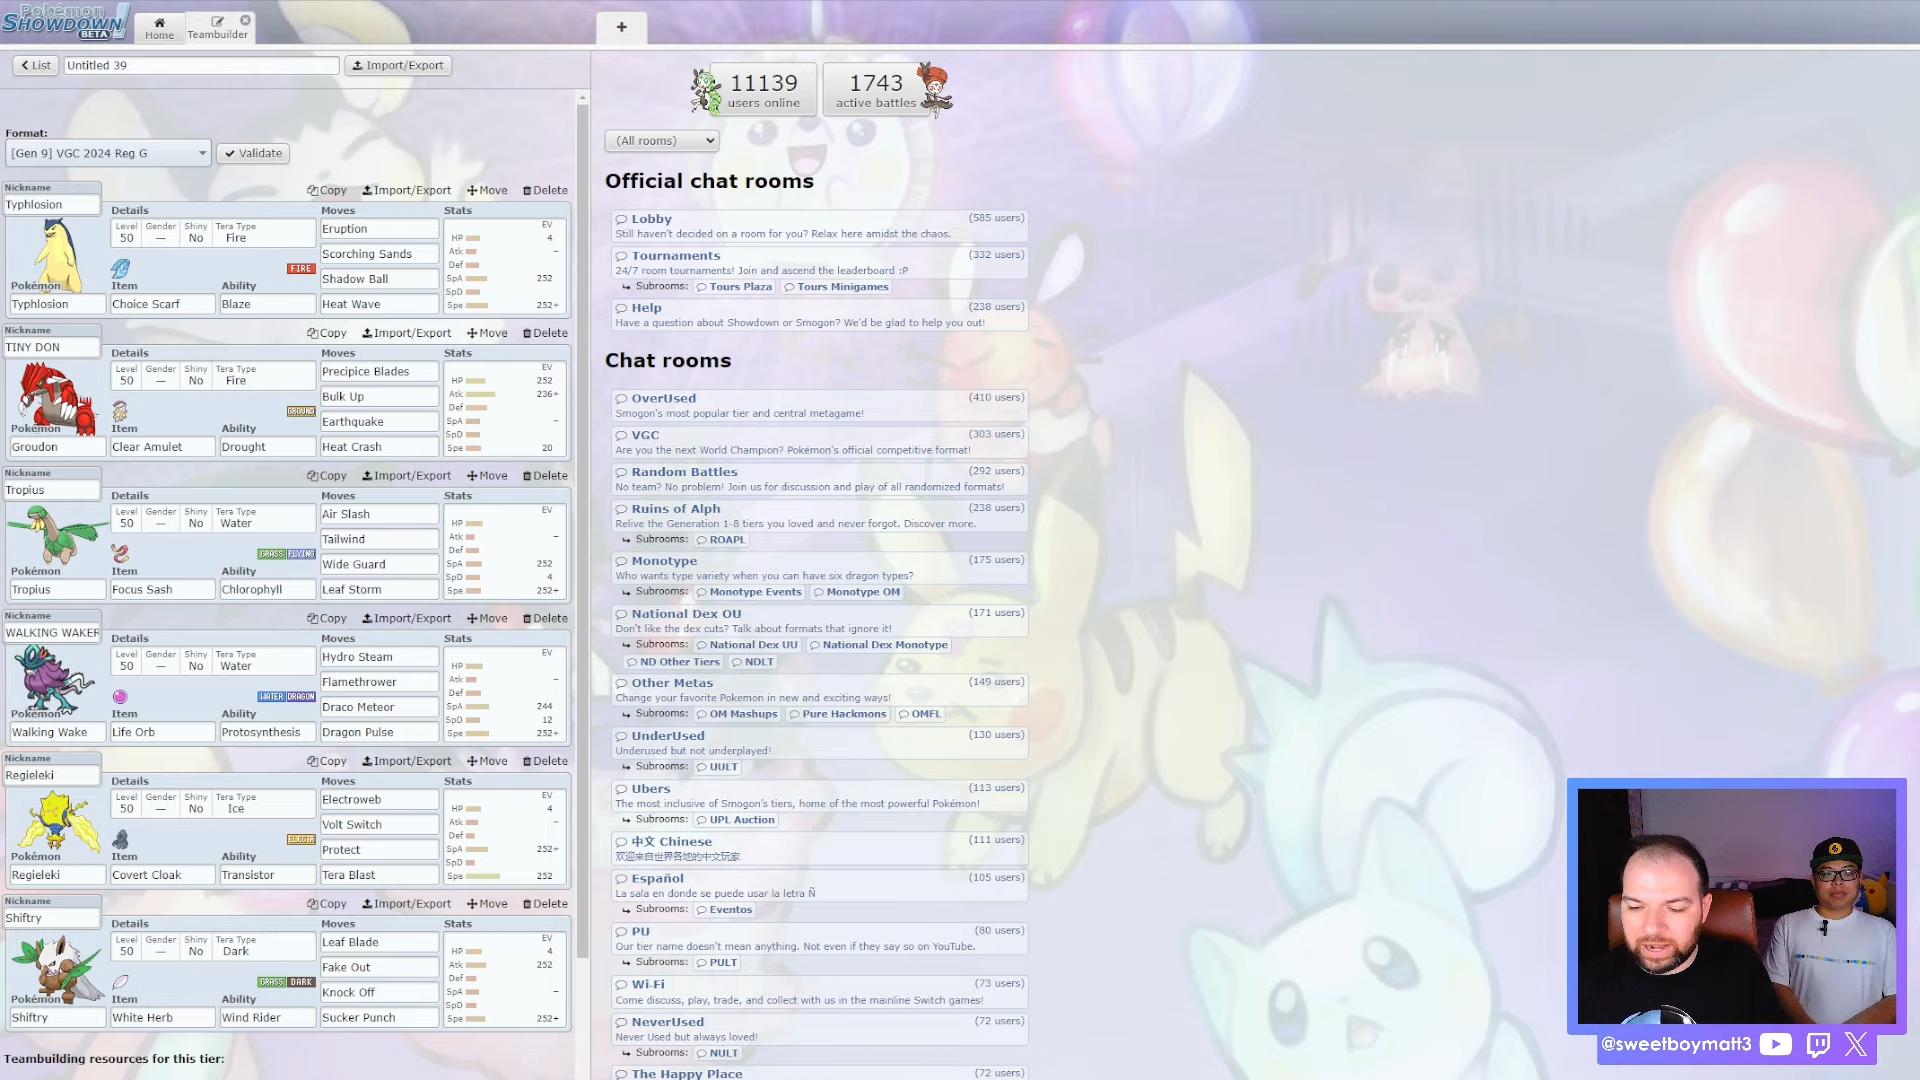 Pokémon
SHOWDOWN!
BETA
Home
Teambuilder
+
List
Untitled 39
Import/Export
Format:
[Gen 9] VGC 2024 Reg G
Validate
Nickname
Typhlosion
Copy Import/Export Move Delete
Details Moves Stats
Level Gender Shiny Tera Type
50 — No Fire
FIRE
Pokémon Item Ability
Typhlosion Choice Scarf Blaze
Eruption
Scorching Sands
Shadow Ball
Heat Wave
EV
HP 4
Atk –
Def
SpA 252
SpD
Spe 252+
Nickname
TINY DON
Copy Import/Export Move Delete
Details Moves Stats
Level Gender Shiny Tera Type
50 — No Fire
GROUND
Pokémon Item Ability
Groudon Clear Amulet Drought
Precipice Blades
Bulk Up
Earthquake
Heat Crash
EV
HP 252
Atk 236+
Def
SpA –
SpD
Spe 20
Nickname
Tropius
Copy Import/Export Move Delete
Details Moves Stats
Level Gender Shiny Tera Type
50 — No Water
GRASS FLYING
Pokémon Item Ability
Tropius Focus Sash Chlorophyll
Air Slash
Tailwind
Wide Guard
Leaf Storm
EV
HP
Atk –
Def
SpA 252
SpD 4
Spe 252+
Nickname
WALKING WAKER
Copy Import/Export Move Delete
Details Moves Stats
Level Gender Shiny Tera Type
50 — No Water
WATER DRAGON
Pokémon Item Ability
Walking Wake Life Orb Protosynthesis
Hydro Steam
Flamethrower
Draco Meteor
Dragon Pulse
EV
HP
Atk –
Def
SpA 244
SpD 12
Spe 252+
Nickname
Regieleki
Copy Import/Export Move Delete
Details Moves Stats
Level Gender Shiny Tera Type
50 — No Ice
ELECTR
Pokémon Item Ability
Regieleki Covert Cloak Transistor
Electroweb
Volt Switch
Protect
Tera Blast
EV
HP 4
Atk –
Def
SpA 252+
SpD
Spe 252
Nickname
Shiftry
Copy Import/Export Move Delete
Details Moves Stats
Level Gender Shiny Tera Type
50 — No Dark
GRASS DARK
Pokémon Item Ability
Shiftry White Herb Wind Rider
Leaf Blade
Fake Out
Knock Off
Sucker Punch
EV
HP 4
Atk 252
Def
SpA –
SpD
Spe 252+
Teambuilding resources for this tier:
11139
users online
1743
active battles
(All rooms)
Official chat rooms
Lobby (585 users)
Still haven't decided on a room for you? Relax here amidst the chaos.
Tournaments (332 users)
24/7 room tournaments! Join and ascend the leaderboard :P
Subrooms: Tours Plaza Tours Minigames
Help (238 users)
Have a question about Showdown or Smogon? We'd be glad to help you out!
Chat rooms
OverUsed (410 users)
Smogon's most popular tier and central metagame!
VGC (303 users)
Are you the next World Champion? Pokémon's official competitive format!
Random Battles (292 users)
No team? No problem! Join us for discussion and play of all randomized formats!
Ruins of Alph (238 users)
Relive the Generation 1-8 tiers you loved and never forgot. Discover more.
Subrooms: ROAPL
Monotype (175 users)
Who wants type variety when you can have six dragon types?
Subrooms: Monotype Events Monotype OM
National Dex OU (171 users)
Don't like the dex cuts? Talk about formats that ignore it!
Subrooms: National Dex UU National Dex Monotype
ND Other Tiers NDLT
Other Metas (149 users)
Change your favorite Pokemon in new and exciting ways!
Subrooms: OM Mashups Pure Hackmons OMFL
UnderUsed (130 users)
Underused but not underplayed!
Subrooms: UULT
Ubers (113 users)
The most inclusive of Smogon's tiers, home of the most powerful Pokémon!
Subrooms: UPL Auction
中文 Chinese (111 users)
欢迎来自世界各地的中文玩家
Español (105 users)
La sala en donde se puede usar la letra Ñ
Subrooms: Eventos
PU (80 users)
Our tier name doesn't mean anything. Not even if they say so on YouTube.
Subrooms: PULT
Wi-Fi (73 users)
Come discuss, play, trade, and collect with us in the mainline Switch games!
NeverUsed (72 users)
Never Used but always loved!
Subrooms: NULT
The Happy Place (72 users)
@sweetboymatt3